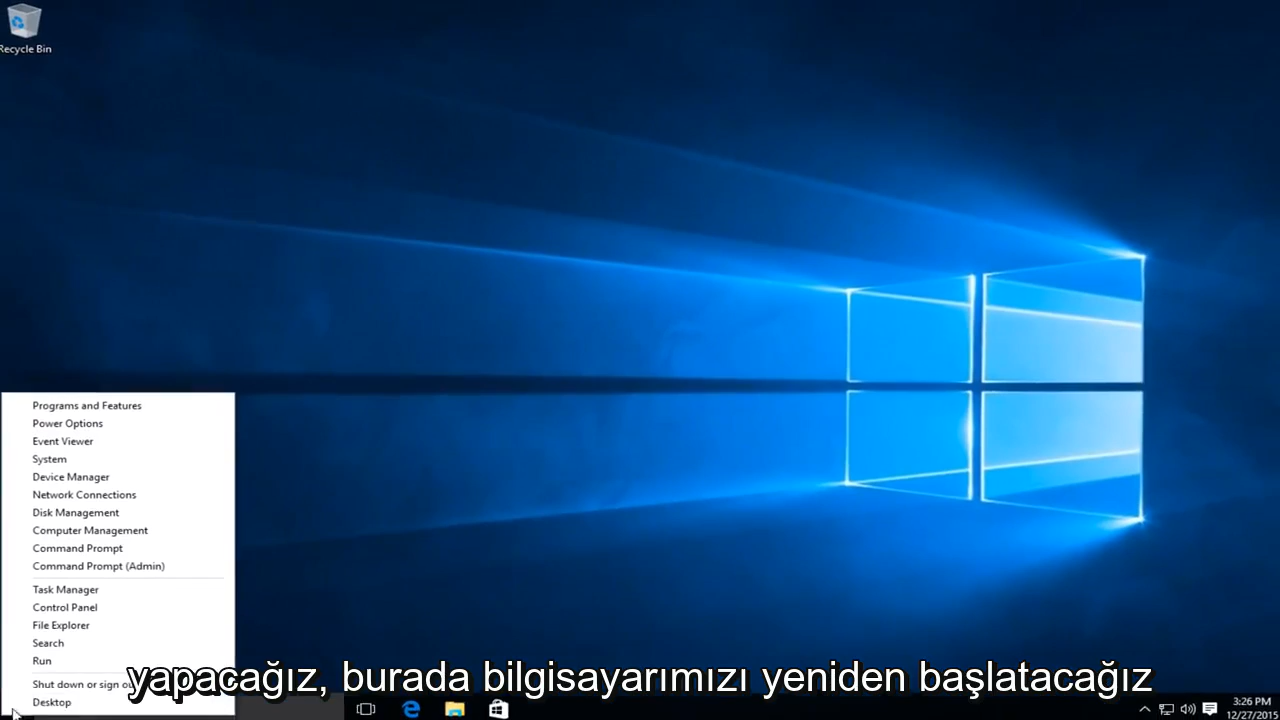 Recycle Bin
Programs and Features
Power Options
Event Viewer
System
Device Manager
Network Connections
Disk Management
Computer Management
Command Prompt
Command Prompt (Admin)
Task Manager
Control Panel
File Explorer
Search
Run
Shut down or sign ou
Desktop
yapacağız, burada bilgisayarımızı yeniden başlatacağız
3:26 PM
12/27/2015